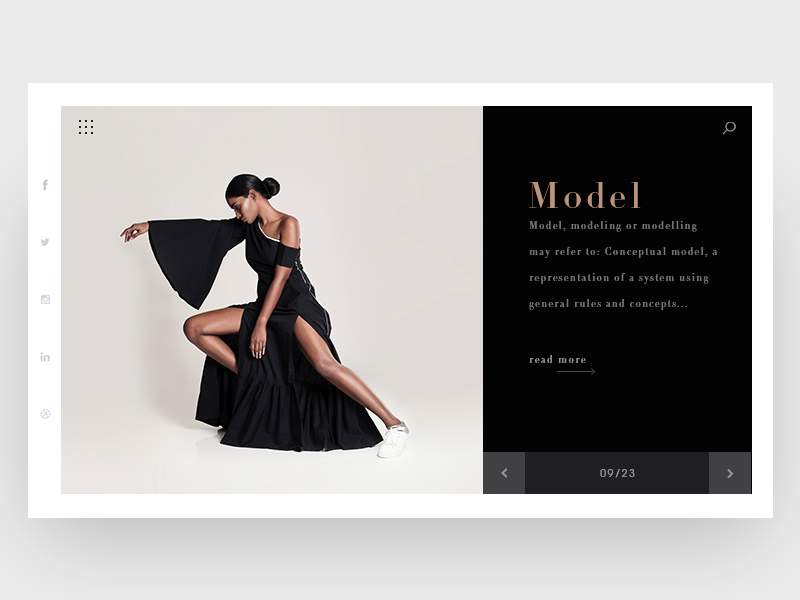 Model
Model, modeling or modelling
may refer to: Conceptual model, a
representation of a system using
general rules and concepts...
read more
09/23